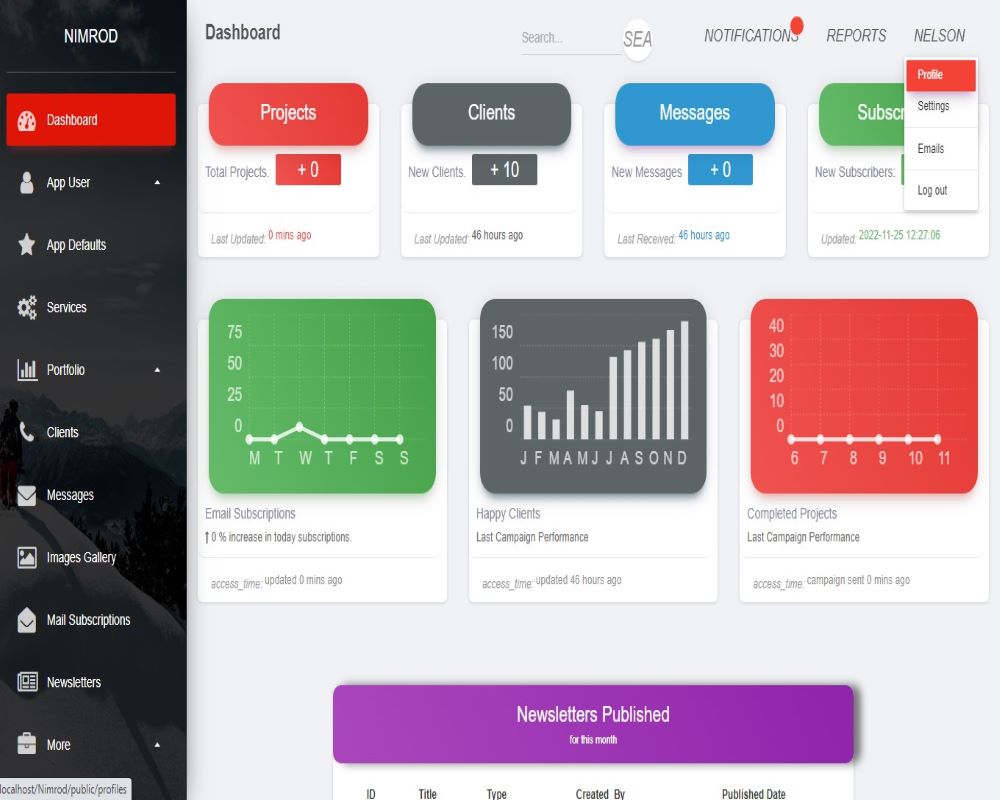 NIMROD
Dashboard
App User
App Defaults
Services
Portfolio
Clients
Messages
Images Gallery
Mail Subscriptions
Newsletters
More
localhost/Nimrod/public/profiles
Dashboard
Search...
SEA
NOTIFICATIONS
REPORTS
NELSON
Profile
Settings
Emails
Log out
Projects
Total Projects. + 0
Last Updated: 0 mins ago
Clients
New Clients. + 10
Last Updated: 46 hours ago
Messages
New Messages + 0
Last Received: 46 hours ago
Subscr
New Subscribers:
Updated: 2022-11-25 12:27:06
75
50
25
0
M T W T F S S
Email Subscriptions
↑ 0 % increase in today subscriptions.
access_time: updated 0 mins ago
150
100
50
0
J F M A M J J A S O N D
Happy Clients
Last Campaign Performance
access_time: updated 46 hours ago
40
30
20
10
0
6 7 8 9 10 11
Completed Projects
Last Campaign Performance
access_time: campaign sent 0 mins ago
Newsletters Published
for this month
ID Title Type Created_By Published Date